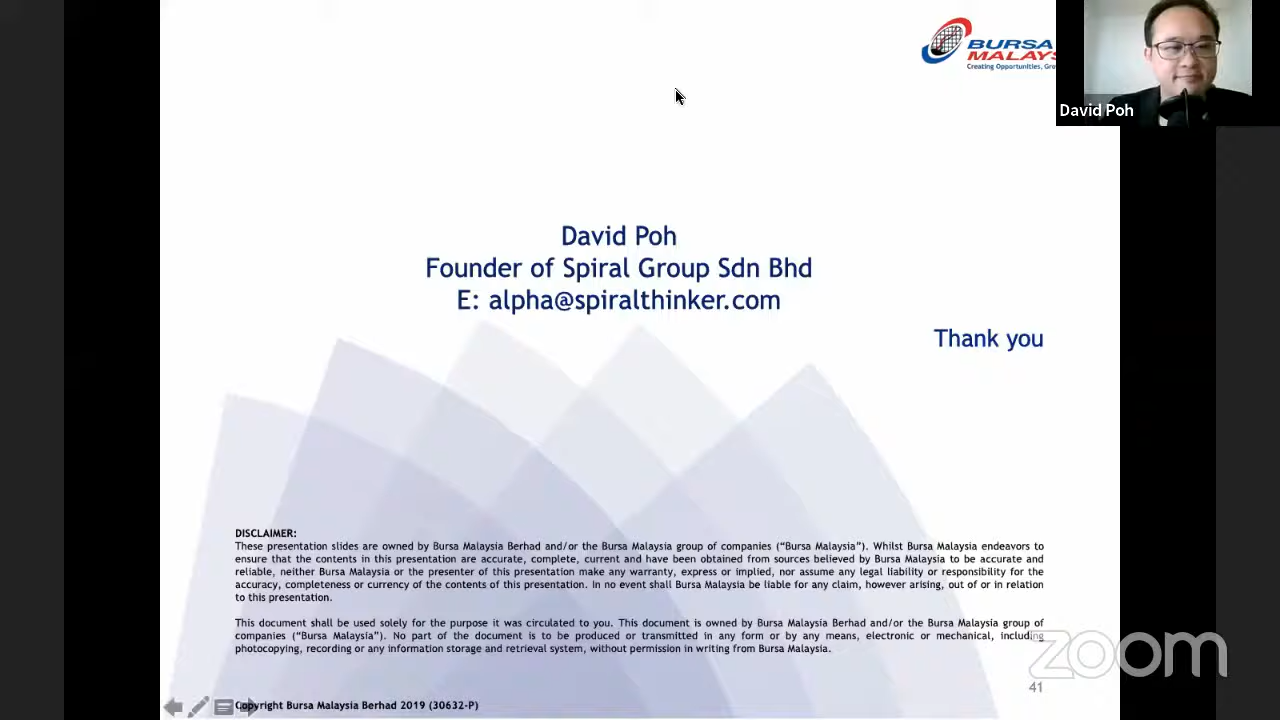 BURSA
MALAYS
Creating Opportunities, Gro
David Poh
David Poh
Founder of Spiral Group Sdn Bhd
E: alpha@spiralthinker.com
Thank you
DISCLAIMER:
These presentation slides are owned by Bursa Malaysia Berhad and/or the Bursa Malaysia group of companies (“Bursa Malaysia”). Whilst Bursa Malaysia endeavors to
ensure that the contents in this presentation are accurate, complete, current and have been obtained from sources believed by Bursa Malaysia to be accurate and
reliable, neither Bursa Malaysia or the presenter of this presentation make any warranty, express or implied, nor assume any legal liability or responsibility for the
accuracy, completeness or currency of the contents of this presentation. In no event shall Bursa Malaysia be liable for any claim, however arising, out of or in relation
to this presentation.
This document shall be used solely for the purpose it was circulated to you. This document is owned by Bursa Malaysia Berhad and/or the Bursa Malaysia group of
companies (“Bursa Malaysia”). No part of the document is to be produced or transmitted in any form or by any means, electronic or mechanical, including
photocopying, recording or any information storage and retrieval system, without permission in writing from Bursa Malaysia.
zoom
41
Copyright Bursa Malaysia Berhad 2019 (30632-P)